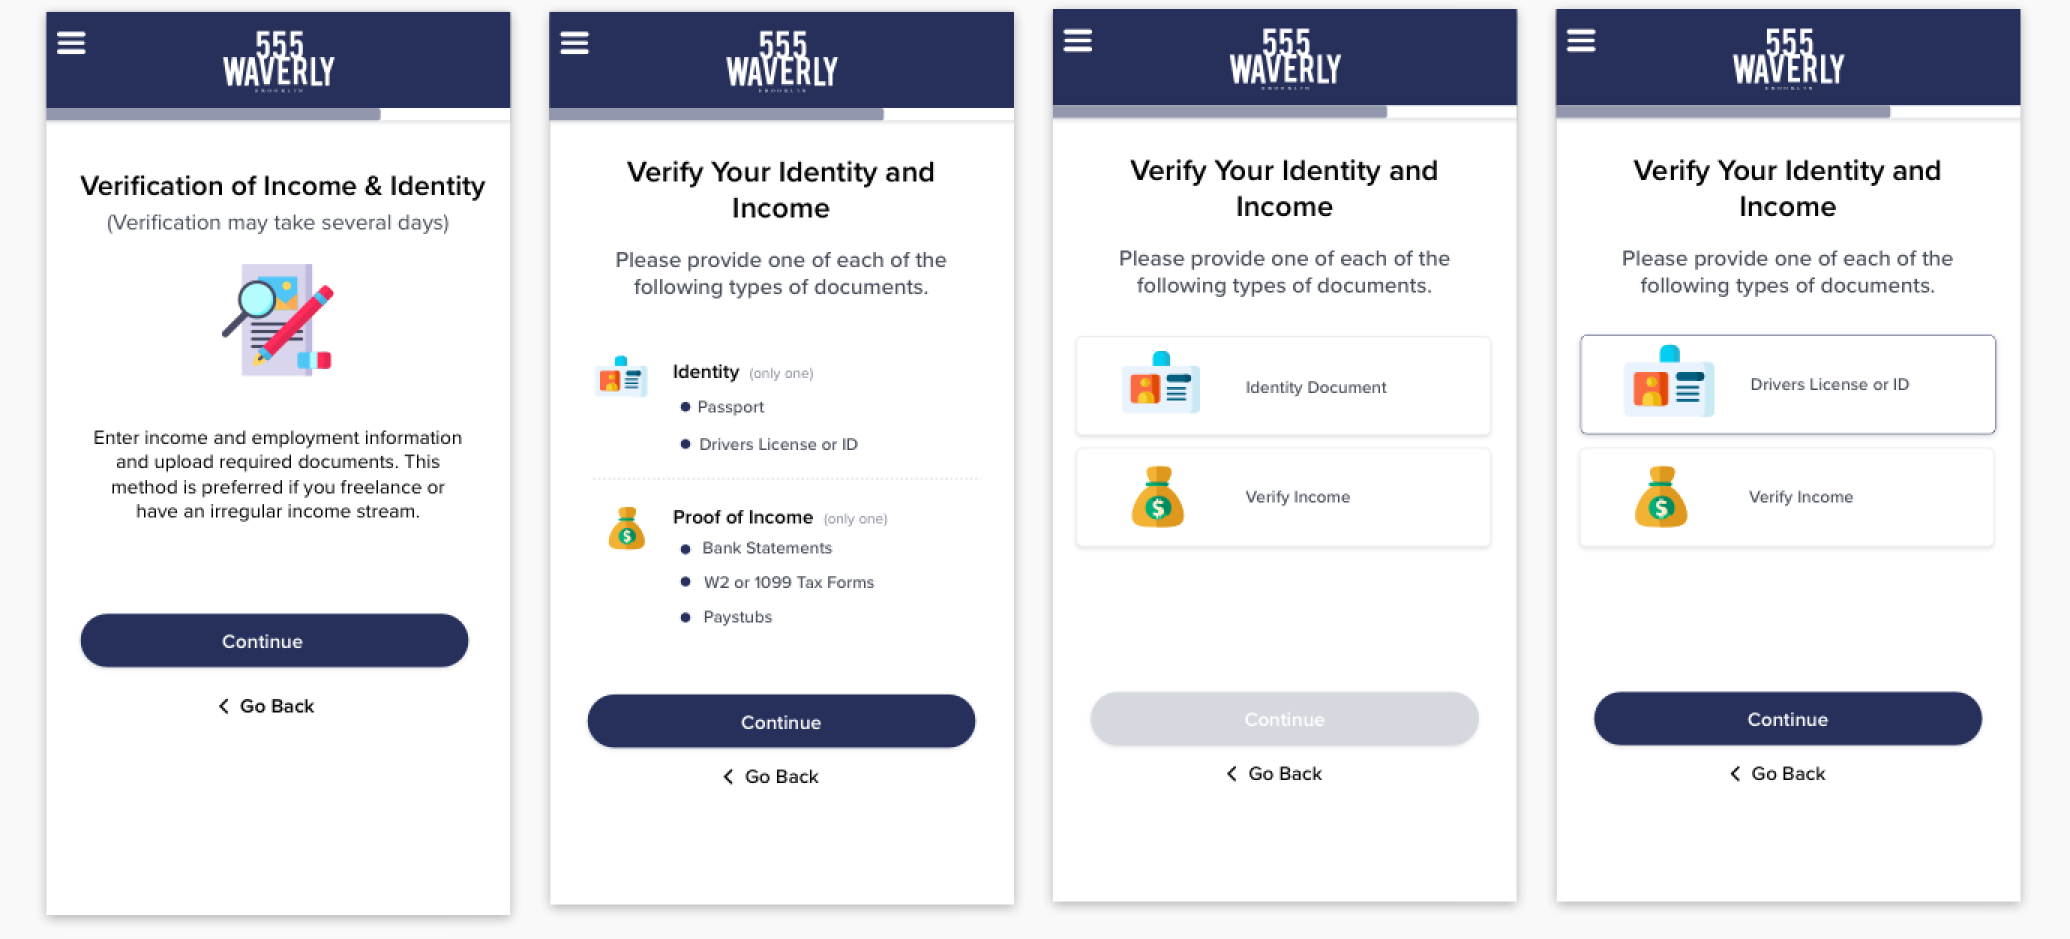 555
WAVERLY
BROOKLYN
Verification of Income & Identity
(Verification may take several days)
Enter income and employment information
and upload required documents. This
method is preferred if you freelance or
have an irregular income stream.
Continue
Go Back
555
WAVERLY
BROOKLYN
Verify Your Identity and
Income
Please provide one of each of the
following types of documents.
Identity (only one)
Passport
Drivers License or ID
Proof of Income (only one)
$
Bank Statements
W2 or 1099 Tax Forms
Paystubs
Continue
Go Back
555
WAVERLY
BROOKLYN
Verify Your Identity and
Income
Please provide one of each of the
following types of documents.
Identity Document
$ Verify Income
Continue
Go Back
555
WAVERLY
BROOKLYN
Verify Your Identity and
Income
Please provide one of each of the
following types of documents.
Drivers License or ID
$ Verify Income
Continue
Go Back